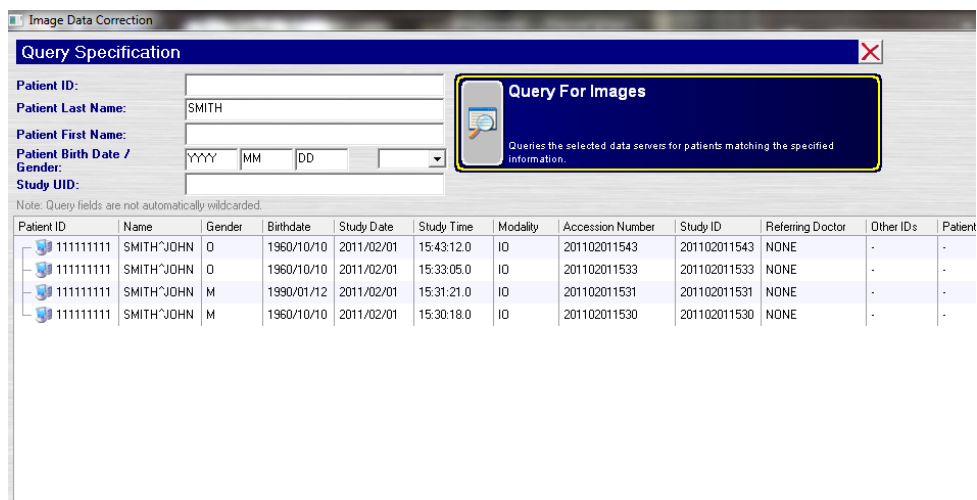 Image Data Correction
Query Specification
Patient ID:
Patient Last Name: SMITH
Patient First Name:
Patient Birth Date / Gender: YYYY MM DD
Study UID:
Note: Query fields are not automatically wildcarded.
Query For Images
Queries the selected data servers for patients matching the specified
information.
Patient ID Name Gender Birthdate Study Date Study Time Modality Accession Number Study ID Referring Doctor Other IDs Patient
111111111 SMITH^JOHN O 1960/10/10 2011/02/01 15:43:12.0 IO 201102011543 201102011543 NONE - -
111111111 SMITH^JOHN O 1960/10/10 2011/02/01 15:33:05.0 IO 201102011533 201102011533 NONE - -
111111111 SMITH^JOHN M 1990/01/12 2011/02/01 15:31:21.0 IO 201102011531 201102011531 NONE - -
111111111 SMITH^JOHN M 1960/10/10 2011/02/01 15:30:18.0 IO 201102011530 201102011530 NONE - -